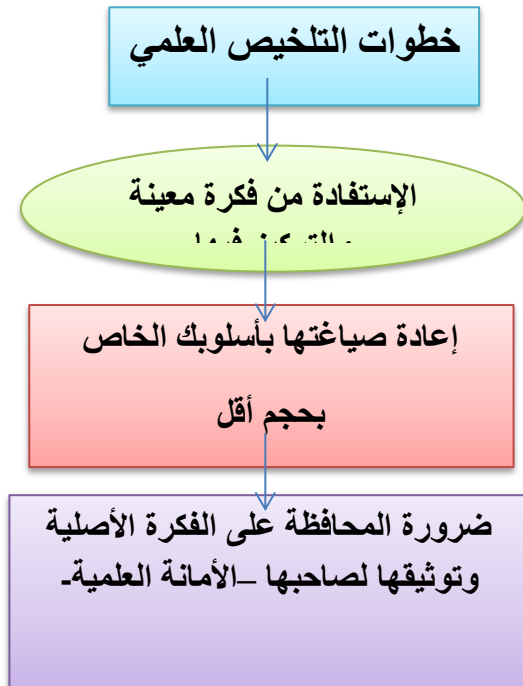 خطوات التلخيص العلمي
الإستفادة من فكرة معينة
إعادة صياغتها بأسلوبك الخاص
بحجم أقل
ضرورة المحافظة على الفكرة الأصلية
وتوثيقها لصاحبها –الأمانة العلمية-